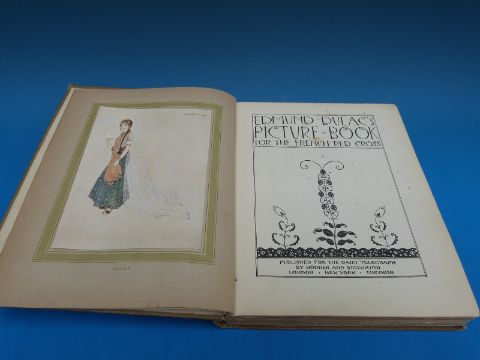 EDMUND DULAC'S
PICTURE-BOOK
FOR THE FRENCH RED CROSS
PUBLISHED FOR THE DAILY TELEGRAPH
BY HODDER AND STOUGHTON
LONDON • NEW YORK • TORONTO